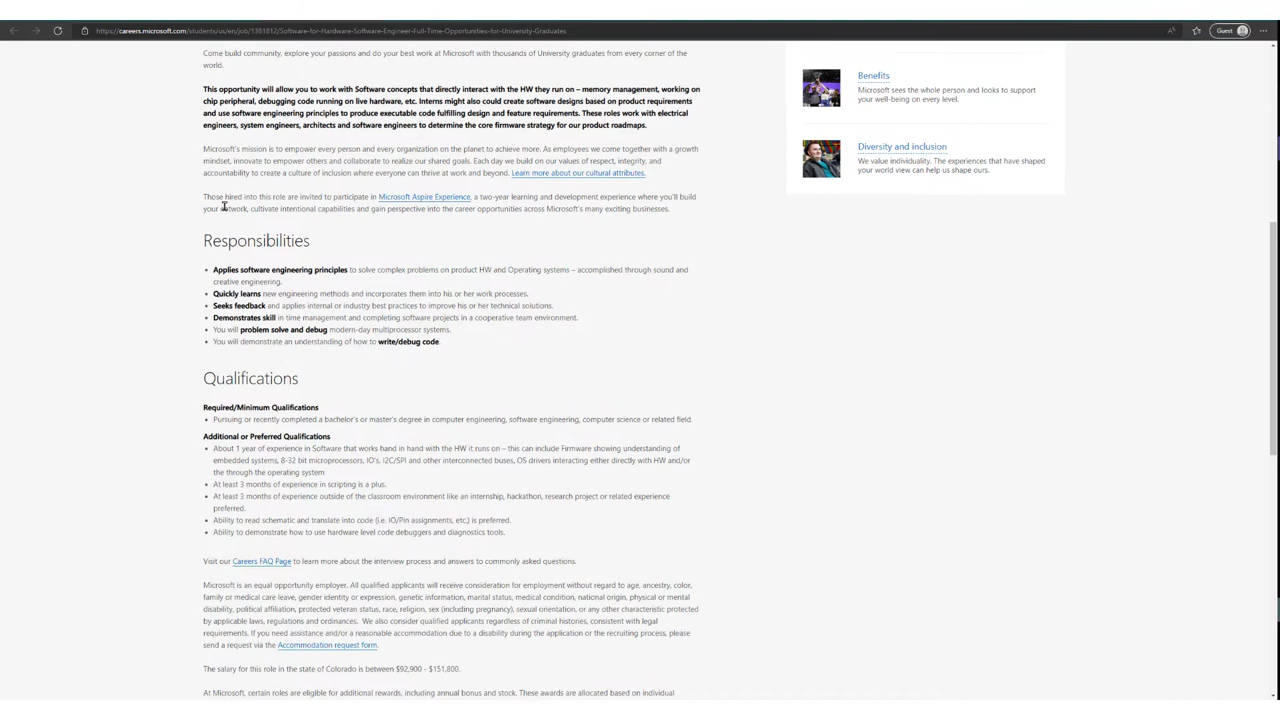 https://careers.microsoft.com/students/us/en/job/1381812/Software-for-Hardware-Software-Engineer-Full-Time-Opportunities-for-University-Graduates
Guest
Come build community, explore your passions and do your best work at Microsoft with thousands of University graduates from every corner of the
world.
This opportunity will allow you to work with Software concepts that directly interact with the HW they run on – memory management, working on
chip peripheral, debugging code running on live hardware, etc. Interns might also could create software designs based on product requirements
and use software engineering principles to produce executable code fulfilling design and feature requirements. These roles work with electrical
engineers, system engineers, architects and software engineers to determine the core firmware strategy for our product roadmaps.
Microsoft's mission is to empower every person and every organization on the planet to achieve more. As employees we come together with a growth
mindset, innovate to empower others and collaborate to realize our shared goals. Each day we build on our values of respect, integrity, and
accountability to create a culture of inclusion where everyone can thrive at work and beyond. Learn more about our cultural attributes.
Those hired into this role are invited to participate in Microsoft Aspire Experience, a two-year learning and development experience where you'll build
your network, cultivate intentional capabilities and gain perspective into the career opportunities across Microsoft's many exciting businesses.
Responsibilities
• Applies software engineering principles to solve complex problems on product HW and Operating systems – accomplished through sound and
creative engineering.
• Quickly learns new engineering methods and incorporates them into his or her work processes.
• Seeks feedback and applies internal or industry best practices to improve his or her technical solutions.
• Demonstrates skill in time management and completing software projects in a cooperative team environment.
• You will problem solve and debug modern-day multiprocessor systems.
• You will demonstrate an understanding of how to write/debug code.
Qualifications
Required/Minimum Qualifications
• Pursuing or recently completed a bachelor's or master's degree in computer engineering, software engineering, computer science or related field.
Additional or Preferred Qualifications
• About 1 year of experience in Software that works hand in hand with the HW it runs on – this can include Firmware showing understanding of
embedded systems, 8-32 bit microprocessors, IO's, I2C/SPI and other interconnected buses, OS drivers interacting either directly with HW and/or
the through the operating system
• At least 3 months of experience in scripting is a plus.
• At least 3 months of experience outside of the classroom environment like an internship, hackathon, research project or related experience
preferred.
• Ability to read schematic and translate into code (i.e. IO/Pin assignments, etc.) is preferred.
• Ability to demonstrate how to use hardware level code debuggers and diagnostics tools.
Visit our Careers FAQ Page to learn more about the interview process and answers to commonly asked questions.
Microsoft is an equal opportunity employer. All qualified applicants will receive consideration for employment without regard to age, ancestry, color,
family or medical care leave, gender identity or expression, genetic information, marital status, medical condition, national origin, physical or mental
disability, political affiliation, protected veteran status, race, religion, sex (including pregnancy), sexual orientation, or any other characteristic protected
by applicable laws, regulations and ordinances. We also consider qualified applicants regardless of criminal histories, consistent with legal
requirements. If you need assistance and/or a reasonable accommodation due to a disability during the application or the recruiting process, please
send a request via the Accommodation request form.
The salary for this role in the state of Colorado is between $92,900 - $151,800.
At Microsoft, certain roles are eligible for additional rewards, including annual bonus and stock. These awards are allocated based on individual
Benefits
Microsoft sees the whole person and looks to support
your well-being on every level.
Diversity and inclusion
We value individuality. The experiences that have shaped
your world view can help us shape ours.